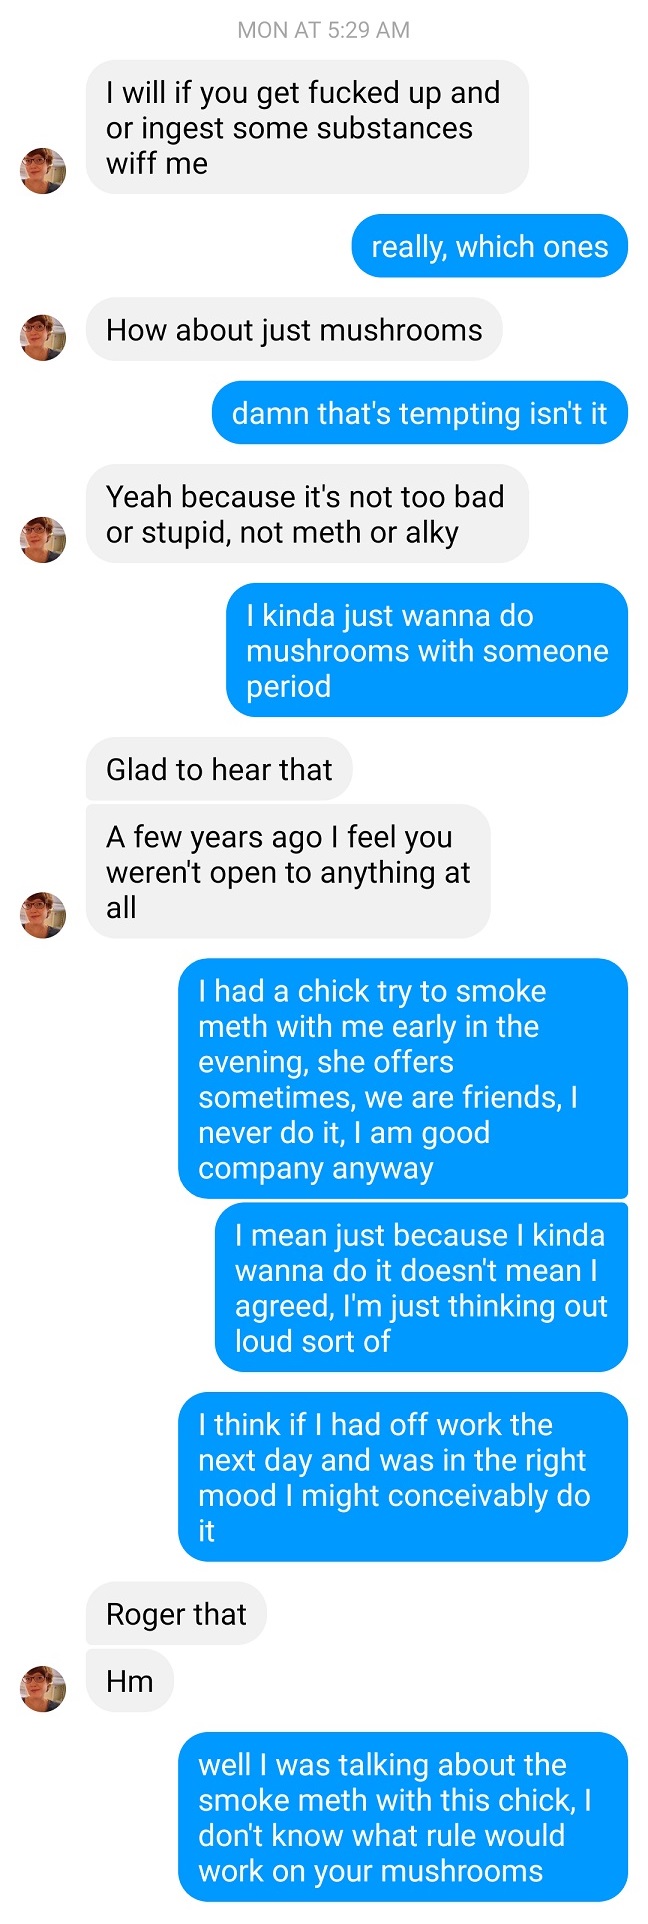 MON AT 5:29 AM
I will if you get fucked up and
or ingest some substances
wiff me
really, which ones
How about just mushrooms
damn that's tempting isn't it
Yeah because it's not too bad
or stupid, not meth or alky
I kinda just wanna do
mushrooms with someone
period
Glad to hear that
A few years ago I feel you
weren't open to anything at
all
I had a chick try to smoke
meth with me early in the
evening, she offers
sometimes, we are friends, I
never do it, I am good
company anyway
I mean just because I kinda
wanna do it doesn't mean I
agreed, I'm just thinking out
loud sort of
I think if I had off work the
next day and was in the right
mood I might conceivably do
it
Roger that
Hm
well I was talking about the
smoke meth with this chick, I
don't know what rule would
work on your mushrooms